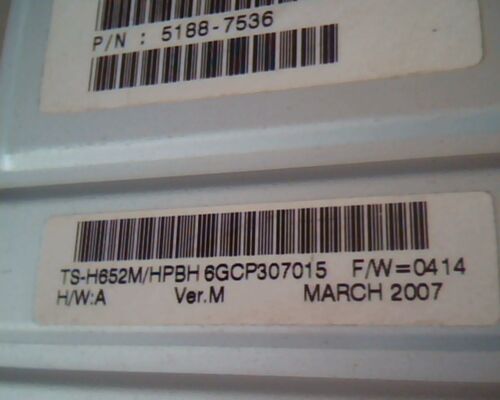 P/N : 5188-7536
TS-H652M/HPBH 6GCP307015 F/W=0414
H/W:A Ver.M MARCH 2007